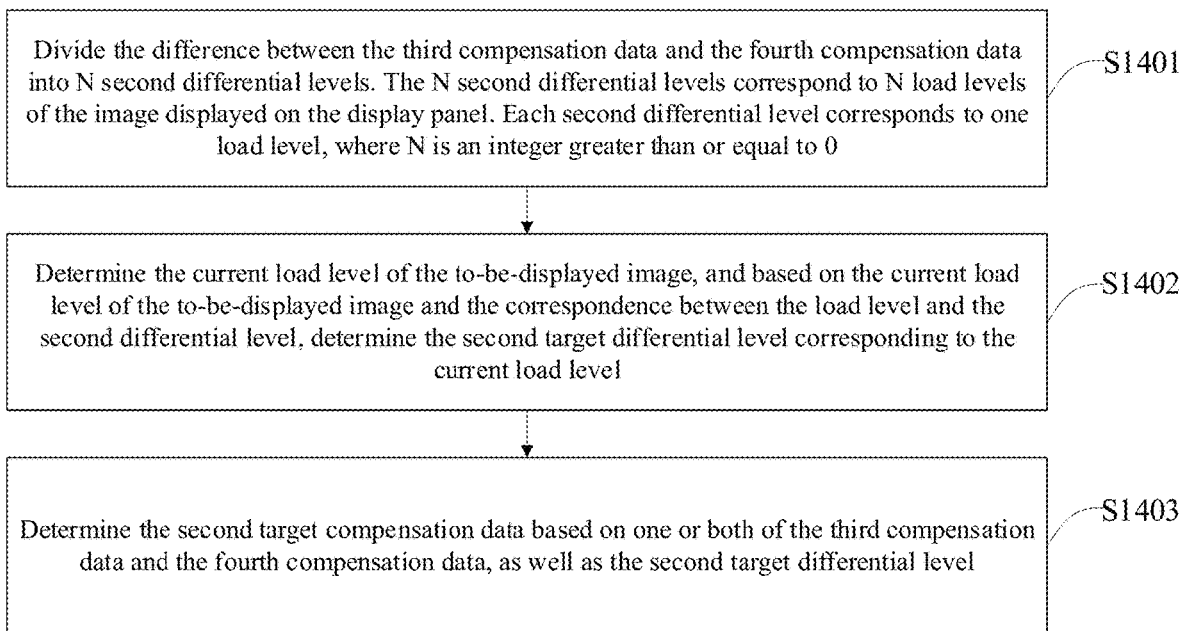 Divide the difference between the third compensation data and the fourth compensation data
into N second differential levels. The N second differential levels correspond to N load levels
of the image displayed on the display panel. Each second differential level corresponds to one
load level, where N is an integer greater than or equal to 0
S1401
Determine the current load level of the to-be-displayed image, and based on the current load
level of the to-be-displayed image and the correspondence between the load level and the
second differential level, determine the second target differential level corresponding to the
current load level
S1402
Determine the second target compensation data based on one or both of the third compensation
data and the fourth compensation data, as well as the second target differential level
S1403